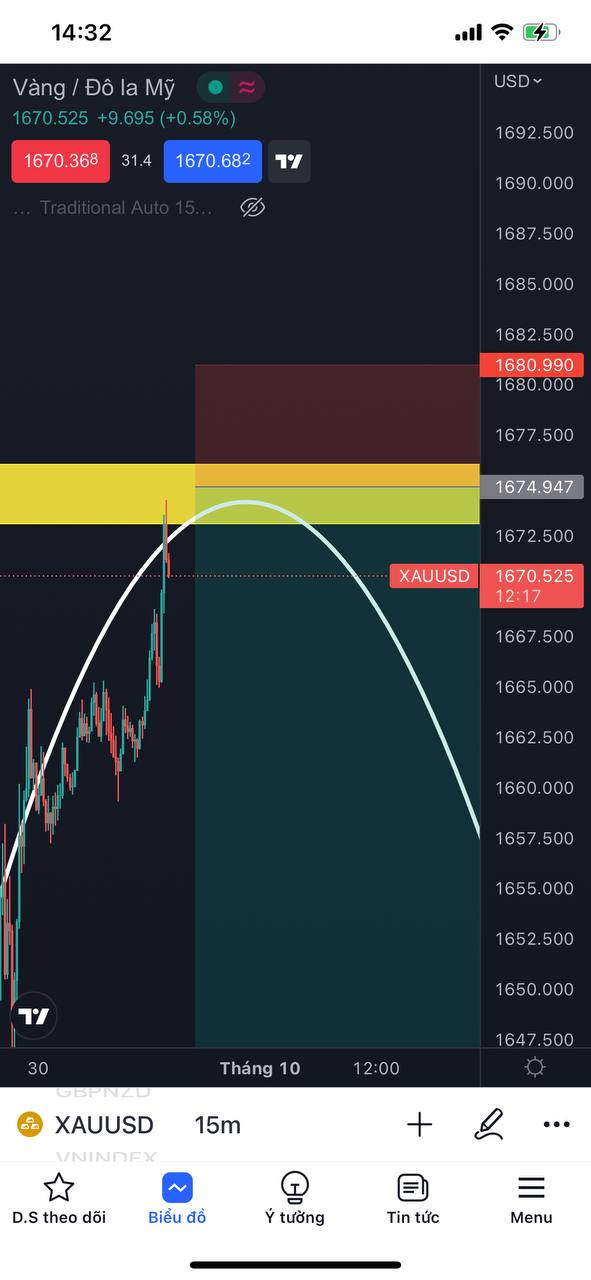 14:32
Vàng / Đô la Mỹ
USD
1670.525 +9.695 (+0.58%)
1670.368 31.4 1670.682
... Traditional Auto 15...
1692.500
1690.000
1687.500
1685.000
1682.500
1680.990
1680.000
1677.500
1674.947
1672.500
XAUUSD 1670.525
12:17
1667.500
1665.000
1662.500
1660.000
1657.500
1655.000
1652.500
1650.000
1647.500
30 Tháng 10 12:00
GBPNZD
XAUUSD 15m
VNINDEX
D.S theo dõi Biểu đồ Ý tưởng Tin tức Menu